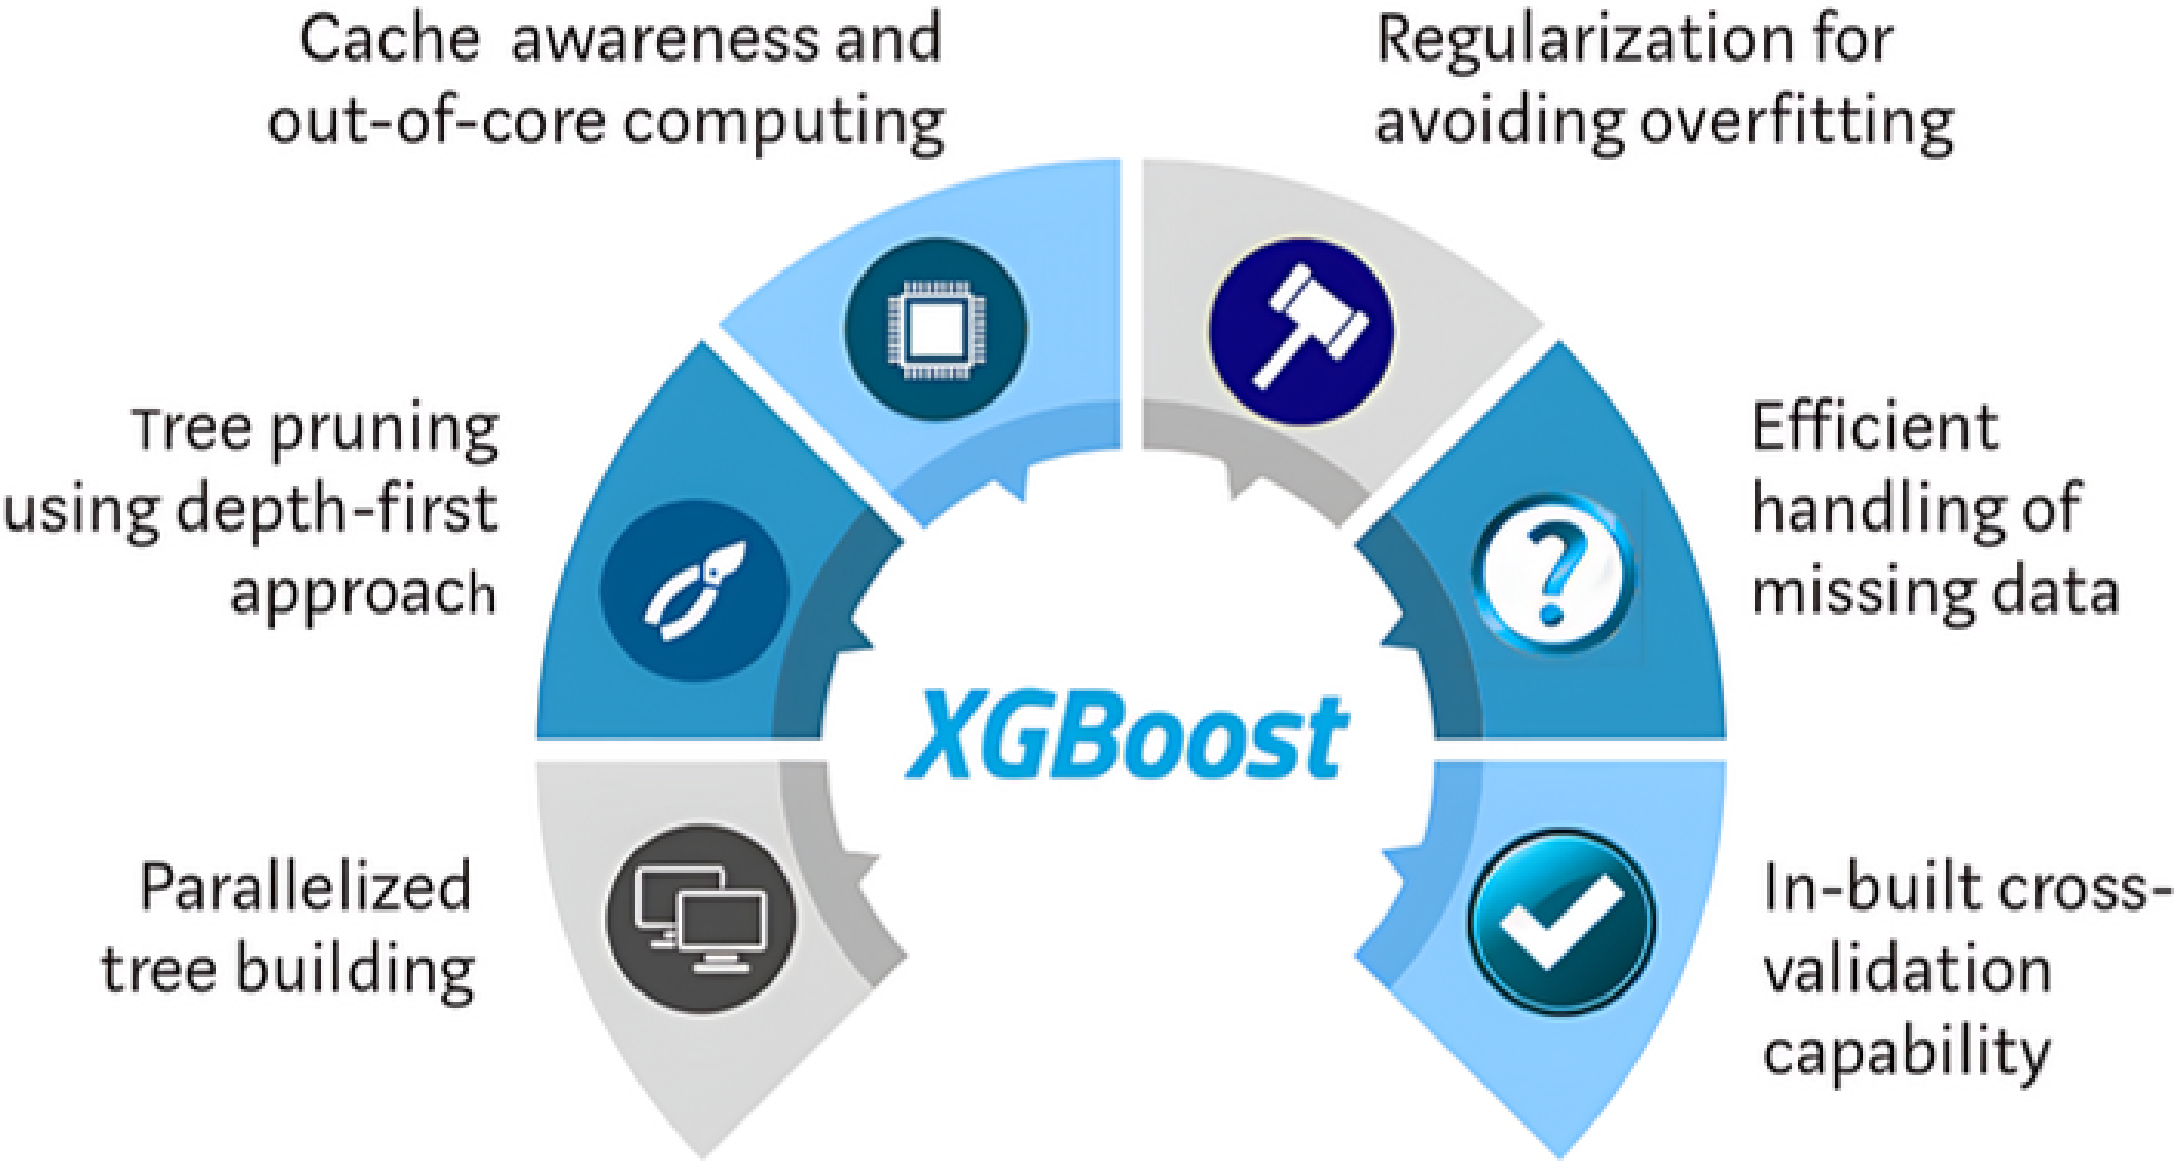 Cache awareness and
out-of-core computing
Regularization for
avoiding overfitting
Tree pruning
using depth-first
approach
Efficient
handling of
missing data
XGBoost
Parallelized
tree building
In-built cross-
validation
capability